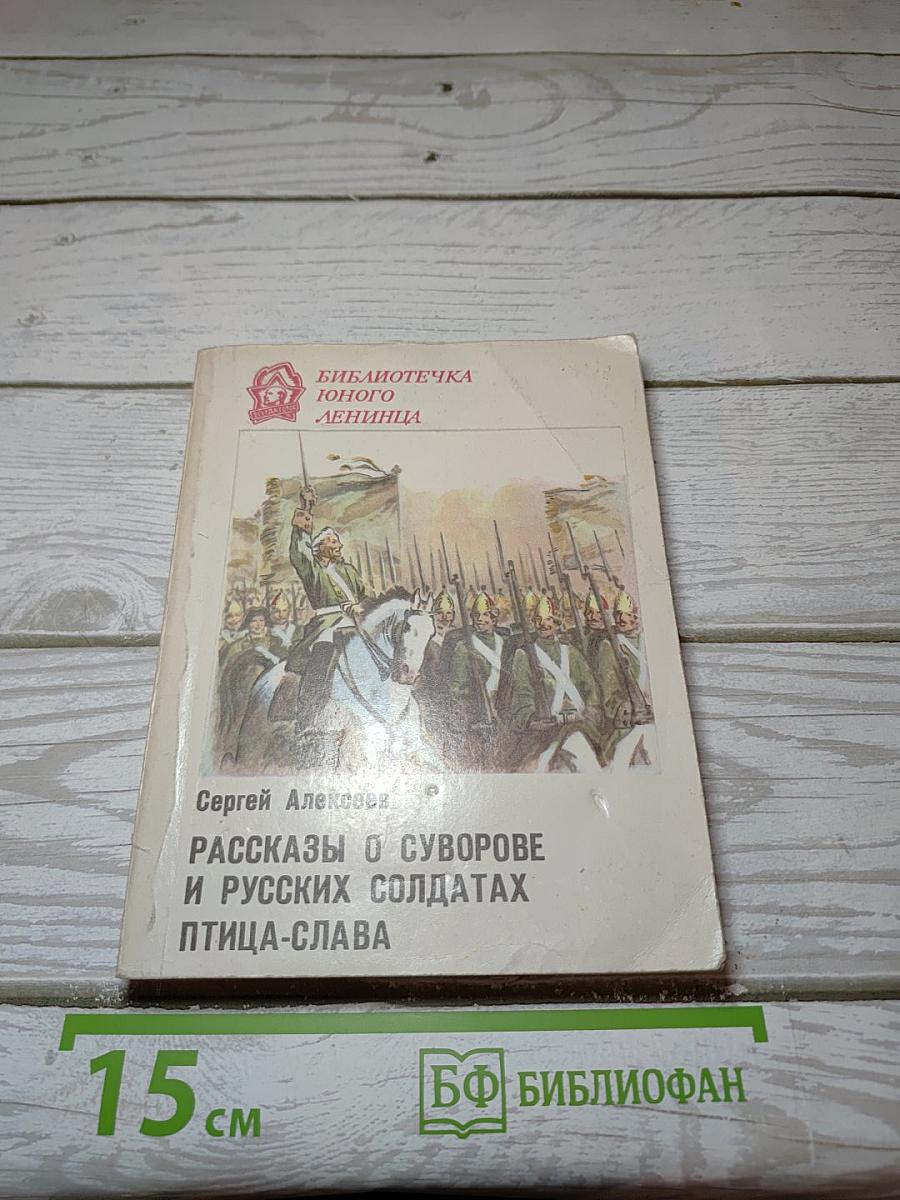 БИБЛИОТЕЧКА
ЮНОГО
ЛЕНИНЦА
Сергей Алексеев
РАССКАЗЫ О СУВОРОВЕ
И РУССКИХ СОЛДАТАХ
ПТИЦА-СЛАВА
15 см
БФ БИБЛИОФАН